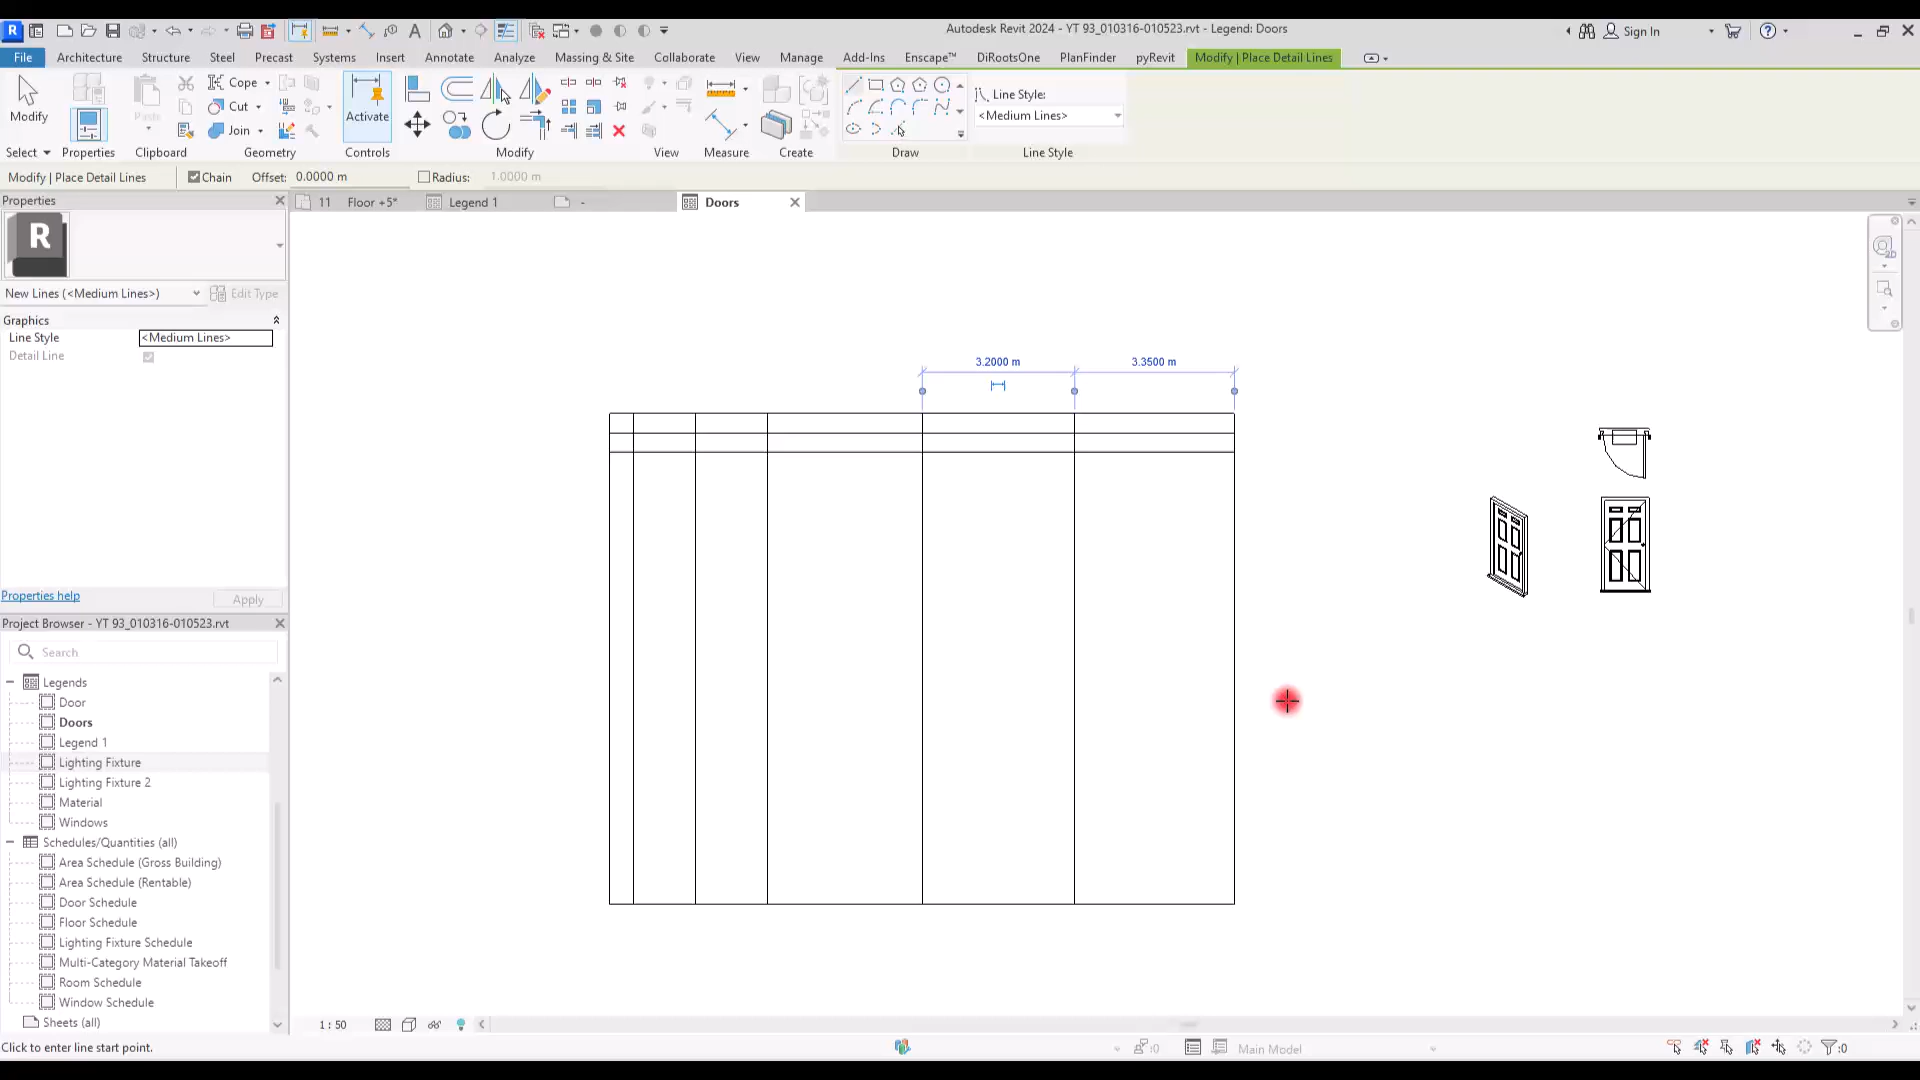 Autodesk Revit 2024 - YT 93_010316-010523.rvt - Legend: Doors
Sign In
File Architecture Structure Steel Precast Systems Insert Annotate Analyze Massing & Site Collaborate View Manage Add-Ins Enscape™ DiRootsOne PlanFinder pyRevit Modify | Place Detail Lines
Modify
Paste
Cope
Cut
Join
Activate
Line Style:
<Medium Lines>
Select Properties Clipboard Geometry Controls Modify View Measure Create Draw Line Style
Modify | Place Detail Lines Chain Offset: 0.0000 m Radius: 1.0000 m
Properties
11 Floor +5* Legend 1 - Doors
R
New Lines (<Medium Lines>) Edit Type
Graphics
Line Style <Medium Lines>
Detail Line
3.2000 m 3.3500 m
Properties help Apply
Project Browser - YT 93_010316-010523.rvt
Search
Legends
Door
Doors
Legend 1
Lighting Fixture
Lighting Fixture 2
Material
Windows
Schedules/Quantities (all)
Area Schedule (Gross Building)
Area Schedule (Rentable)
Door Schedule
Floor Schedule
Lighting Fixture Schedule
Multi-Category Material Takeoff
Room Schedule
Window Schedule
Sheets (all)
1 : 50
Click to enter line start point.
:0
Main Model
:0